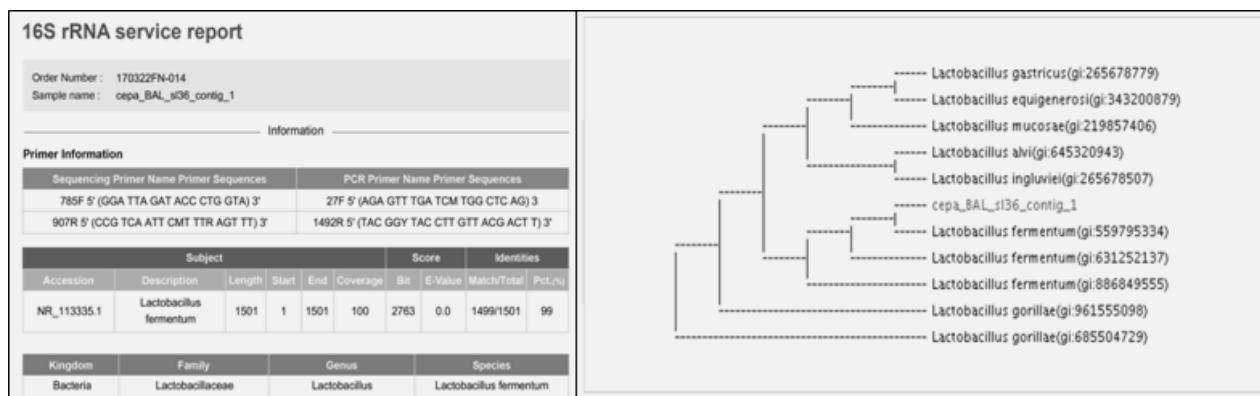 16S rRNA service report
Order Number : 170322FN-014
Sample name : cepa_BAL_sl36_contig_1
Information
Primer Information
Sequencing Primer Name Primer Sequences PCR Primer Name Primer Sequences
785F 5' (GGA TTA GAT ACC CTG GTA) 3' 27F 5' (AGA GTT TGA TCM TGG CTC AG) 3
907R 5' (CCG TCA ATT CMT TTR AGT TT) 3' 1492R 5' (TAC GGY TAC CTT GTT ACG ACT T) 3'
Subject Score Identities
Accession Description Length Start End Coverage Bit E-Value Match/Total Pct.(%)
NR_113335.1 Lactobacillus fermentum 1501 1 1501 100 2763 0.0 1499/1501 99
Kingdom Family Genus Species
Bacteria Lactobacillaceae Lactobacillus Lactobacillus fermentum
Lactobacillus gastricus(gi:265678779)
Lactobacillus equigenerosi(gi:343200879)
Lactobacillus mucosae(gi:219857406)
Lactobacillus alvi(gi:645320943)
Lactobacillus ingluviei(gi:265678507)
cepa_BAL_sl36_contig_1
Lactobacillus fermentum(gi:559795334)
Lactobacillus fermentum(gi:631252137)
Lactobacillus fermentum(gi:886849555)
Lactobacillus gorillae(gi:961555098)
Lactobacillus gorillae(gi:685504729)